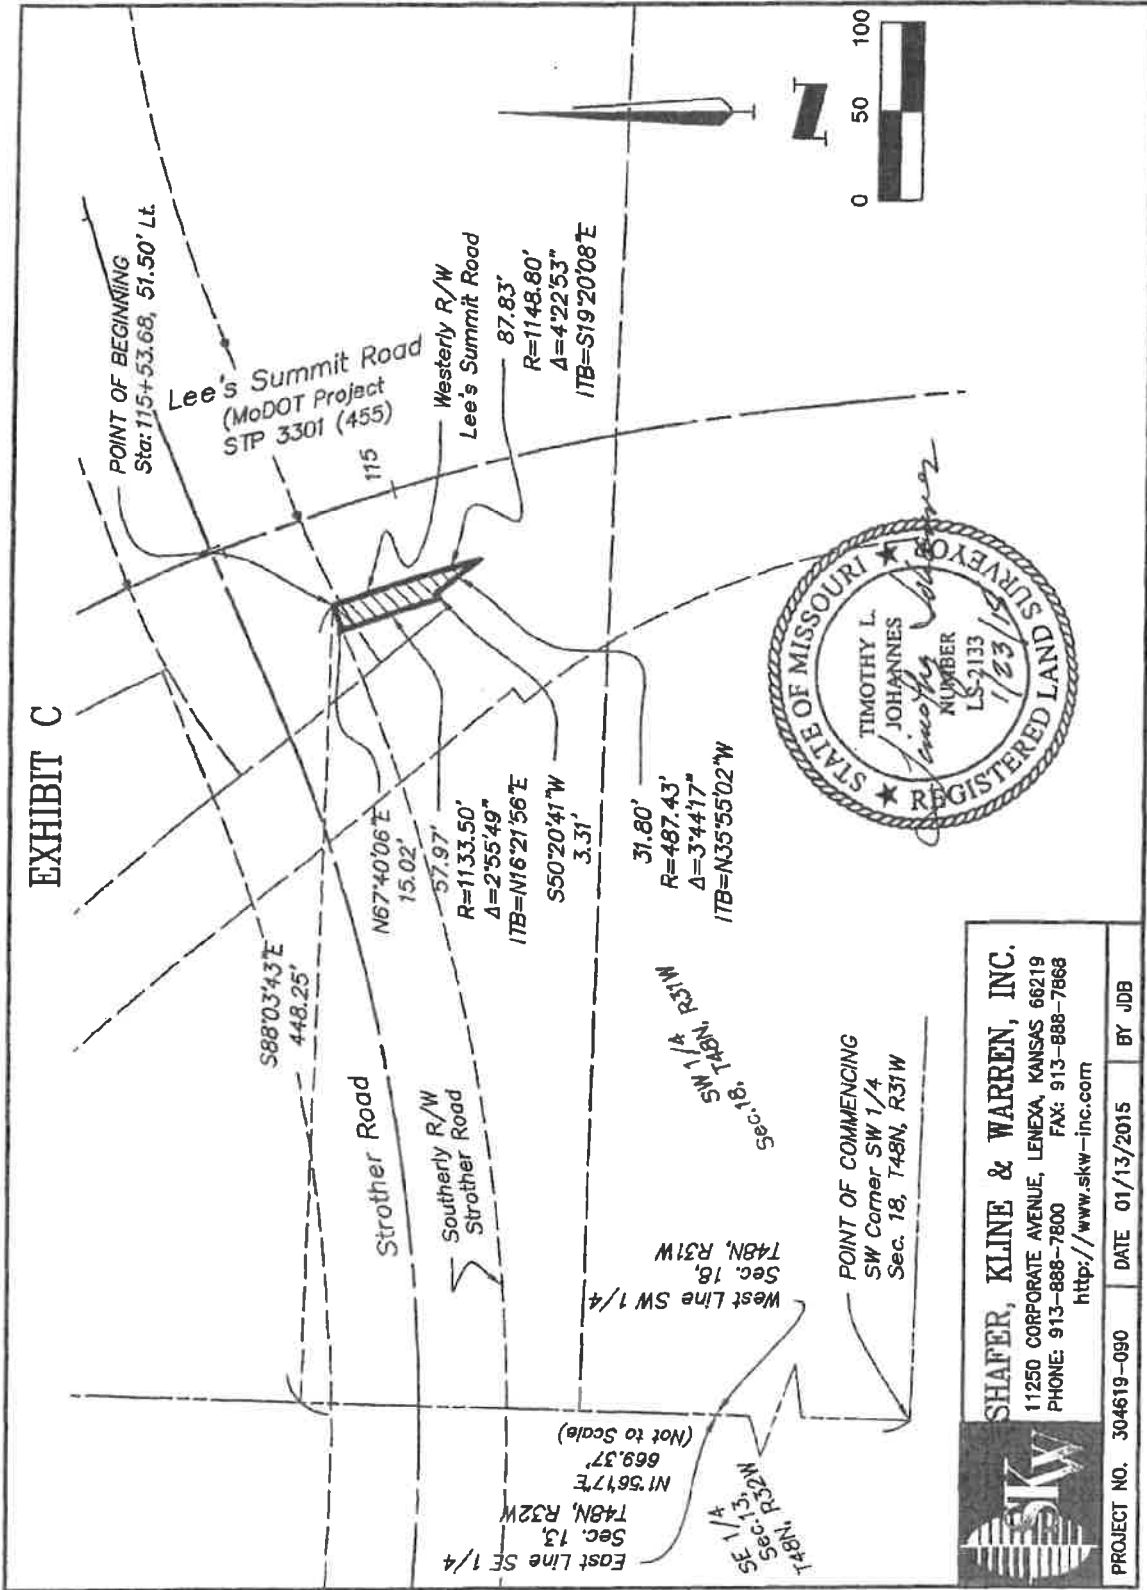 EXHIBIT C
POINT OF BEGINNING
Sta: 115+53.68, 51.50' Lt.
Lee's Summit Road
(MoDOT Project
STP 3301 (455)
115
Westerly R/W
Lee's Summit Road
87.83'
R=1148.80'
Δ=4°22'53"
ITB=S19°20'08"E
S88°03'43"E
448.25'
N67°40'06"E
15.02'
57.97'
R=1133.50'
Δ=2°55'49"
ITB=N16°21'56"E
S50°20'41"W
3.31'
31.80'
R=487.43'
Δ=3°44'17"
ITB=N35°55'02"W
Strother Road
Southerly R/W
Strother Road
SW 1/4
Sec.18, T48N, R31W
West Line SW 1/4
Sec. 18,
T48N, R31W
East Line SE 1/4
Sec. 13,
T48N, R32W
N1°56'17"E
669.37'
(Not to Scale)
SE 1/4
Sec.13,
T48N, R32W
POINT OF COMMENCING
SW Corner SW 1/4
Sec. 18, T48N, R31W
N
0 50 100
STATE OF MISSOURI
TIMOTHY L.
JOHANNES
NUMBER
LS-2133
REGISTERED LAND SURVEYOR
Timothy Johannes
SKW
SHAFER, KLINE & WARREN, INC.
11250 CORPORATE AVENUE, LENEXA, KANSAS 66219
PHONE: 913-888-7800 FAX: 913-888-7868
http://www.skw-inc.com
PROJECT NO. 304619-090 DATE 01/13/2015 BY JDB